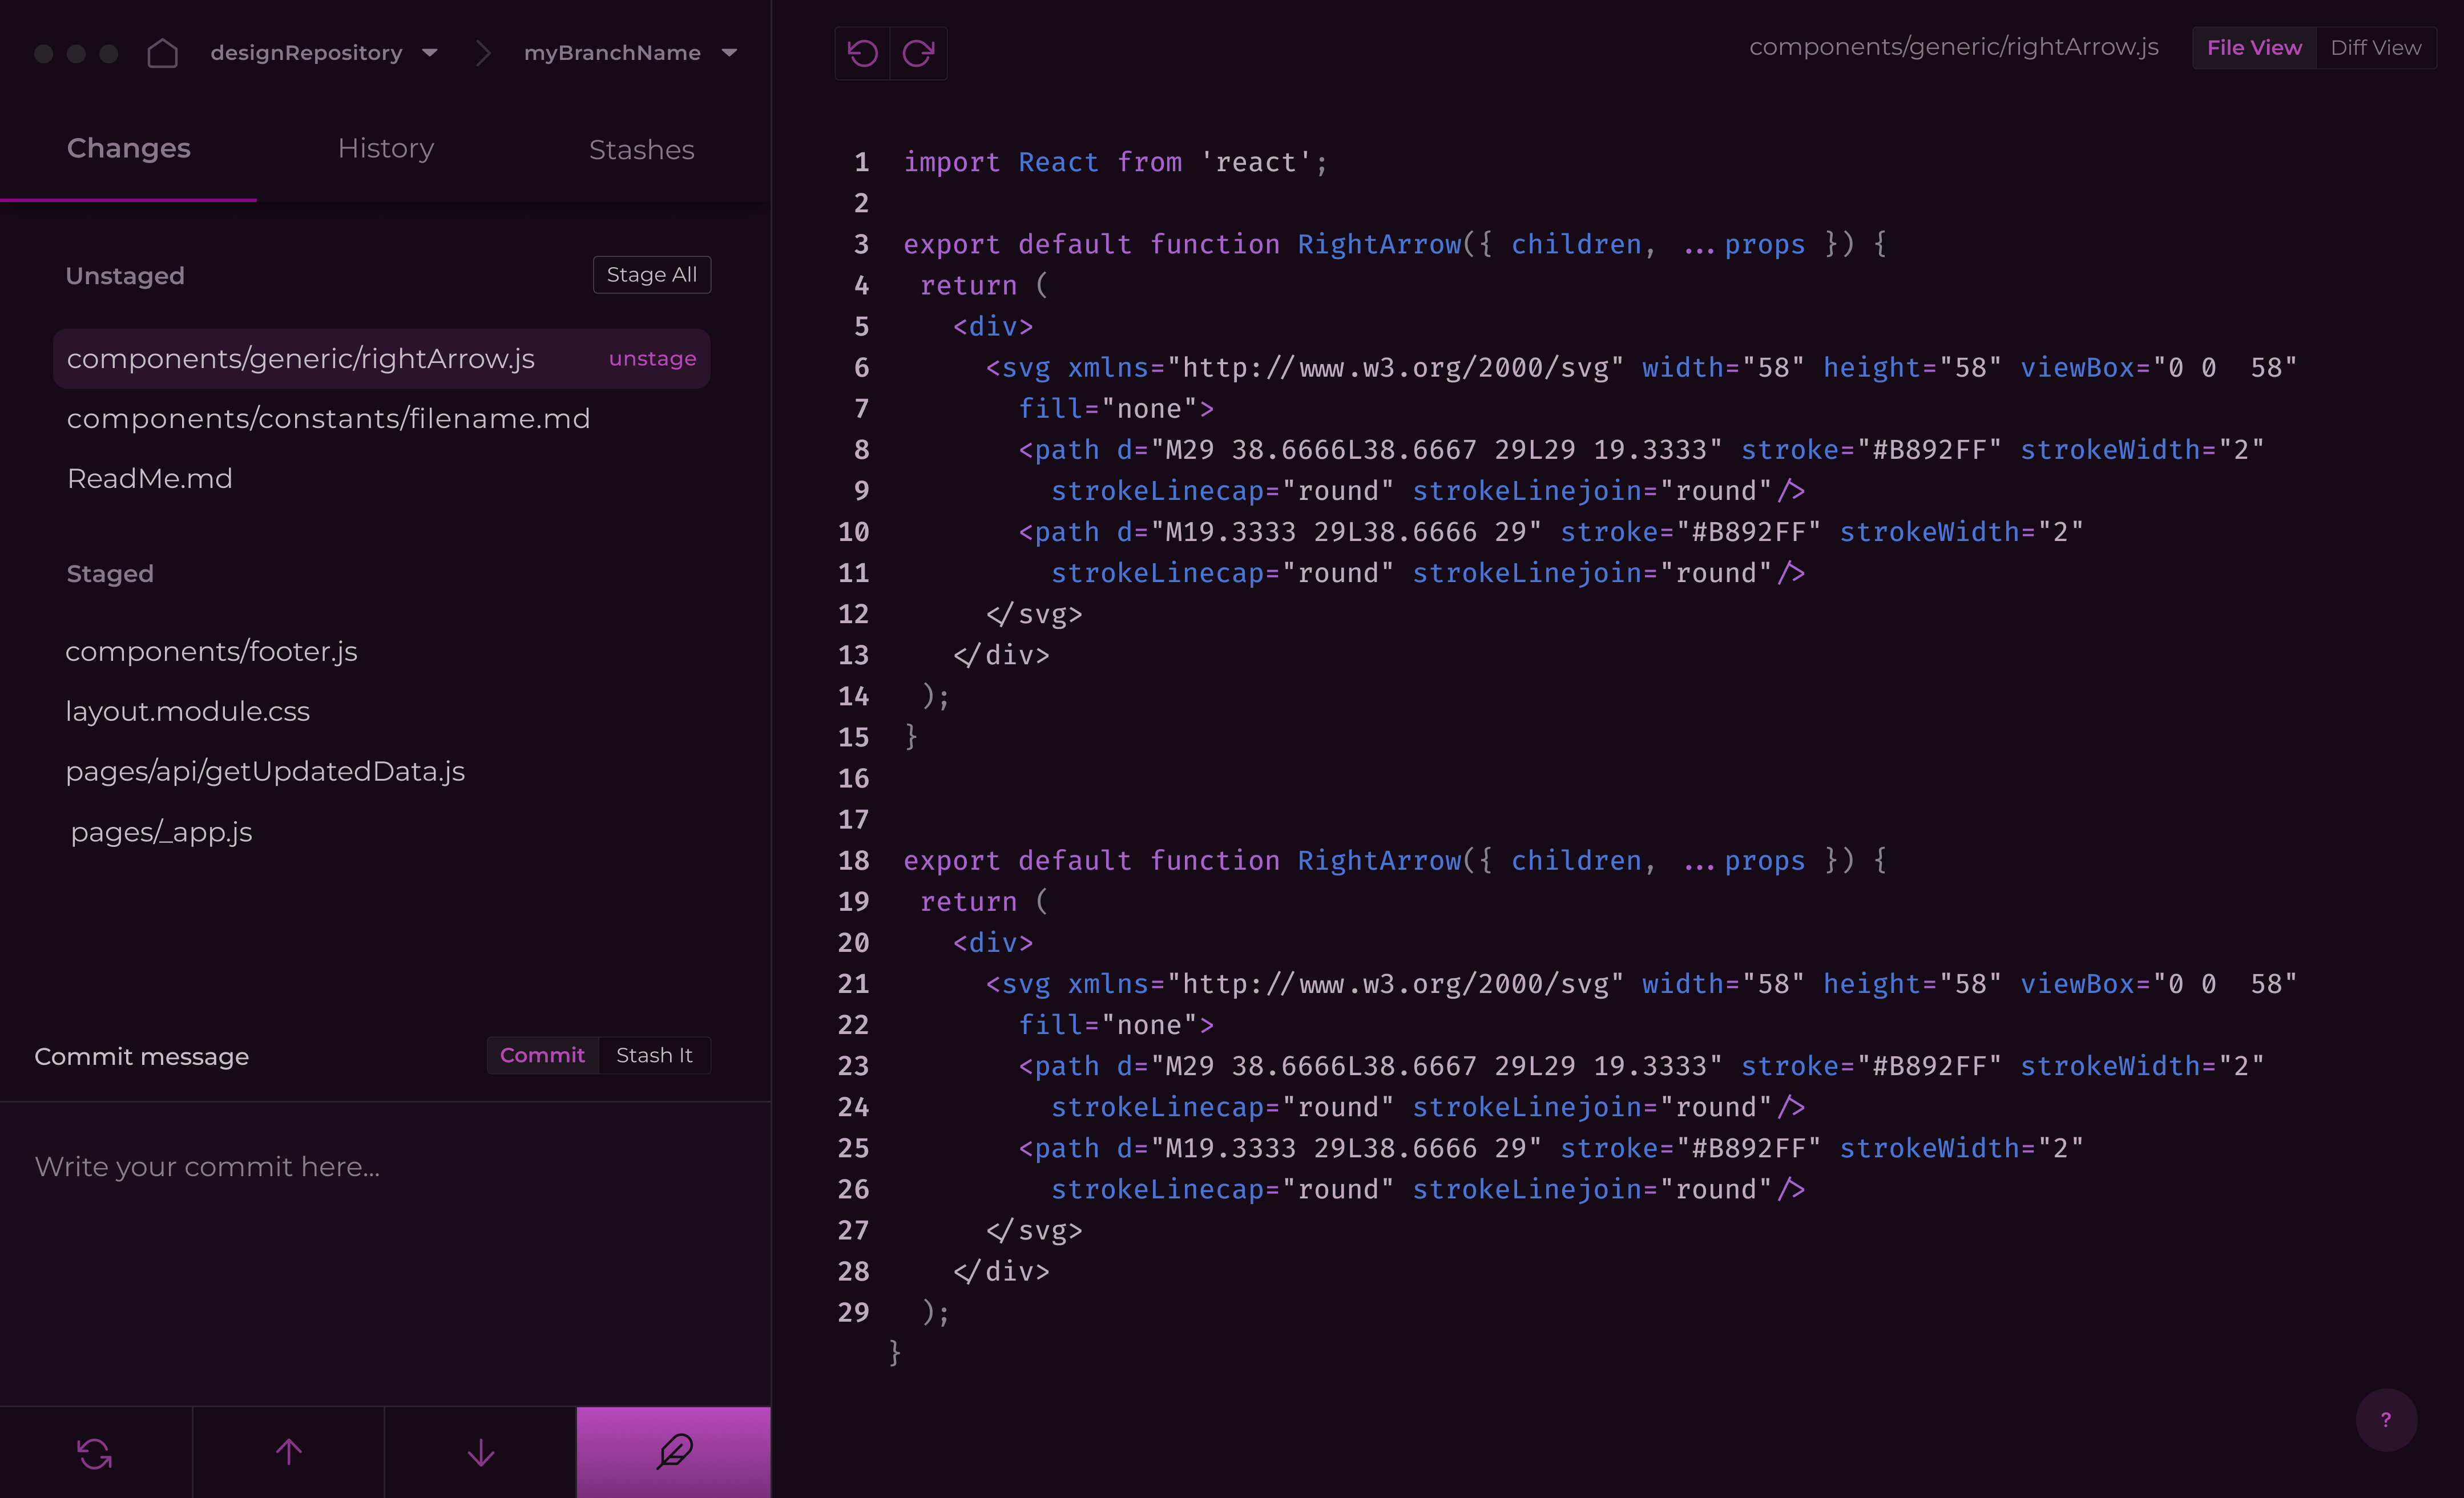 designRepository
myBranchName
Changes
History
Stashes
Unstaged
Stage All
components/generic/rightArrow.js
unstage
components/constants/filename.md
ReadMe.md
Staged
components/footer.js
layout.module.css
pages/api/getUpdatedData.js
pages/_app.js
Commit message
Commit
Stash It
Write your commit here...
components/generic/rightArrow.js
File View
Diff View
1 import React from 'react';
2
3 export default function RightArrow({ children, ...props }) {
4 return (
5 <div>
6 <svg xmlns="http://www.w3.org/2000/svg" width="58" height="58" viewBox="0 0  58"
7 fill="none">
8 <path d="M29 38.6666L38.6667 29L29 19.3333" stroke="#B892FF" strokeWidth="2"
9 strokeLinecap="round" strokeLinejoin="round"/>
10 <path d="M19.3333 29L38.6666 29" stroke="#B892FF" strokeWidth="2"
11 strokeLinecap="round" strokeLinejoin="round"/>
12 </svg>
13 </div>
14 );
15 }
16
17
18 export default function RightArrow({ children, ...props }) {
19 return (
20 <div>
21 <svg xmlns="http://www.w3.org/2000/svg" width="58" height="58" viewBox="0 0  58"
22 fill="none">
23 <path d="M29 38.6666L38.6667 29L29 19.3333" stroke="#B892FF" strokeWidth="2"
24 strokeLinecap="round" strokeLinejoin="round"/>
25 <path d="M19.3333 29L38.6666 29" stroke="#B892FF" strokeWidth="2"
26 strokeLinecap="round" strokeLinejoin="round"/>
27 </svg>
28 </div>
29 );
}
?